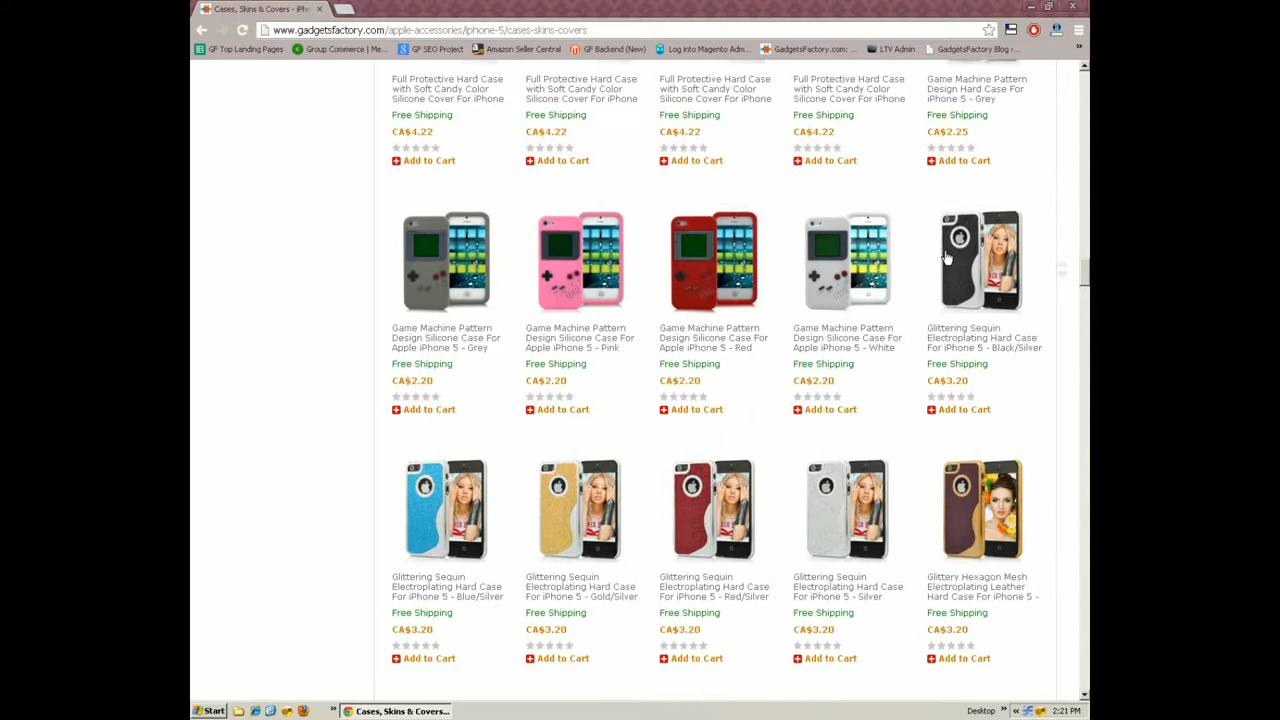 Cases, Skins & Covers - iPho
www.gadgetsfactory.com/apple-accessories/iphone-5/cases-skins-covers
GF Top Landing Pages Group Commerce | Me... GF SEO Project Amazon Seller Central GF Backend (New) Log into Magento Adm... GadgetsFactory.com: ... LTV Admin GadgetsFactory Blog ›... »
Full Protective Hard Case Full Protective Hard Case Full Protective Hard Case Full Protective Hard Case Game Machine Pattern
with Soft Candy Color with Soft Candy Color with Soft Candy Color with Soft Candy Color Design Hard Case For
Silicone Cover For iPhone Silicone Cover For iPhone Silicone Cover For iPhone Silicone Cover For iPhone iPhone 5 - Grey
Free Shipping Free Shipping Free Shipping Free Shipping Free Shipping
CA$4.22 CA$4.22 CA$4.22 CA$4.22 CA$2.25
Add to Cart Add to Cart Add to Cart Add to Cart Add to Cart
Game Machine Pattern Game Machine Pattern Game Machine Pattern Game Machine Pattern Glittering Sequin
Design Silicone Case For Design Silicone Case For Design Silicone Case For Design Silicone Case For Electroplating Hard Case
Apple iPhone 5 - Grey Apple iPhone 5 - Pink Apple iPhone 5 - Red Apple iPhone 5 - White For iPhone 5 - Black/Silver
Free Shipping Free Shipping Free Shipping Free Shipping Free Shipping
CA$2.20 CA$2.20 CA$2.20 CA$2.20 CA$3.20
Add to Cart Add to Cart Add to Cart Add to Cart Add to Cart
Glittering Sequin Glittering Sequin Glittering Sequin Glittering Sequin Glittery Hexagon Mesh
Electroplating Hard Case Electroplating Hard Case Electroplating Hard Case Electroplating Hard Case Electroplating Leather
For iPhone 5 - Blue/Silver For iPhone 5 - Gold/Silver For iPhone 5 - Red/Silver For iPhone 5 - Silver Hard Case For iPhone 5 -
Free Shipping Free Shipping Free Shipping Free Shipping Free Shipping
CA$3.20 CA$3.20 CA$3.20 CA$3.20 CA$3.20
Add to Cart Add to Cart Add to Cart Add to Cart Add to Cart
Start » Cases, Skins & Covers... Desktop » « 2:21 PM